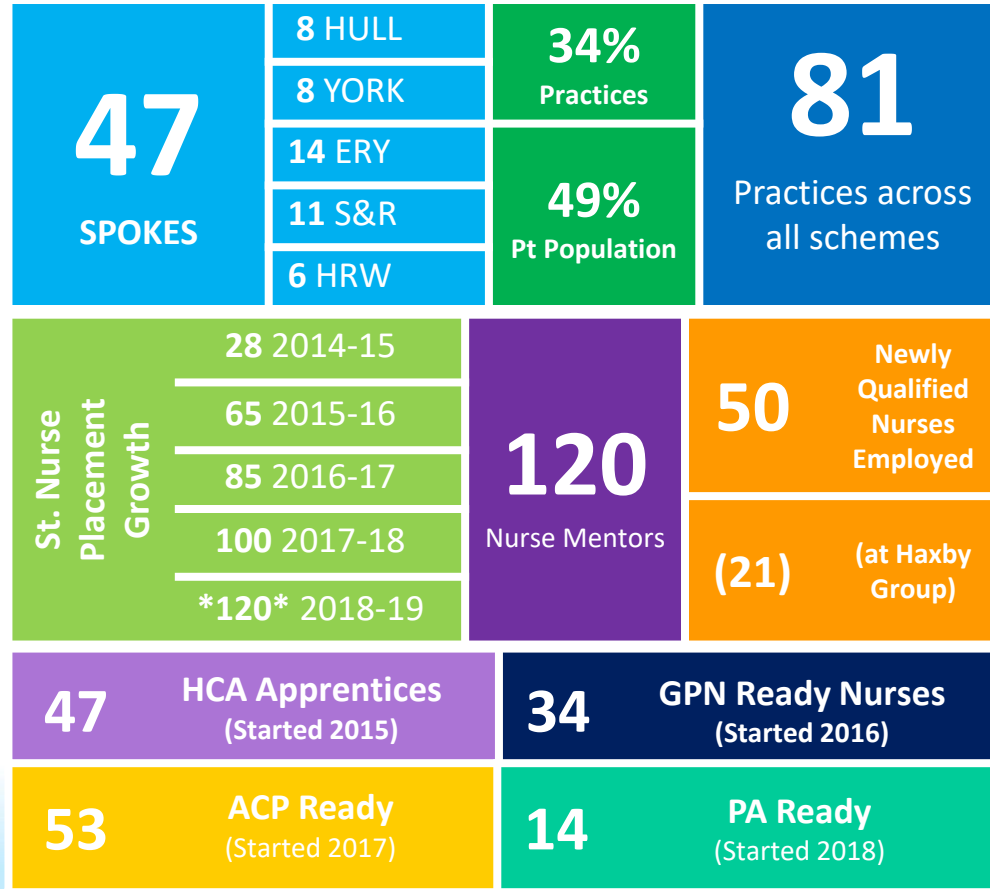 47
SPOKES
8 HULL
8 YORK
14 ERY
11 S&R
6 HRW
34%
Practices
49%
Pt Population
81
Practices across
all schemes
St. Nurse
Placement
Growth
28 2014-15
65 2015-16
85 2016-17
100 2017-18
*120* 2018-19
120
Nurse Mentors
50
Newly
Qualified
Nurses
Employed
(21)
(at Haxby
Group)
47
HCA Apprentices
(Started 2015)
34
GPN Ready Nurses
(Started 2016)
53
ACP Ready
(Started 2017)
14
PA Ready
(Started 2018)